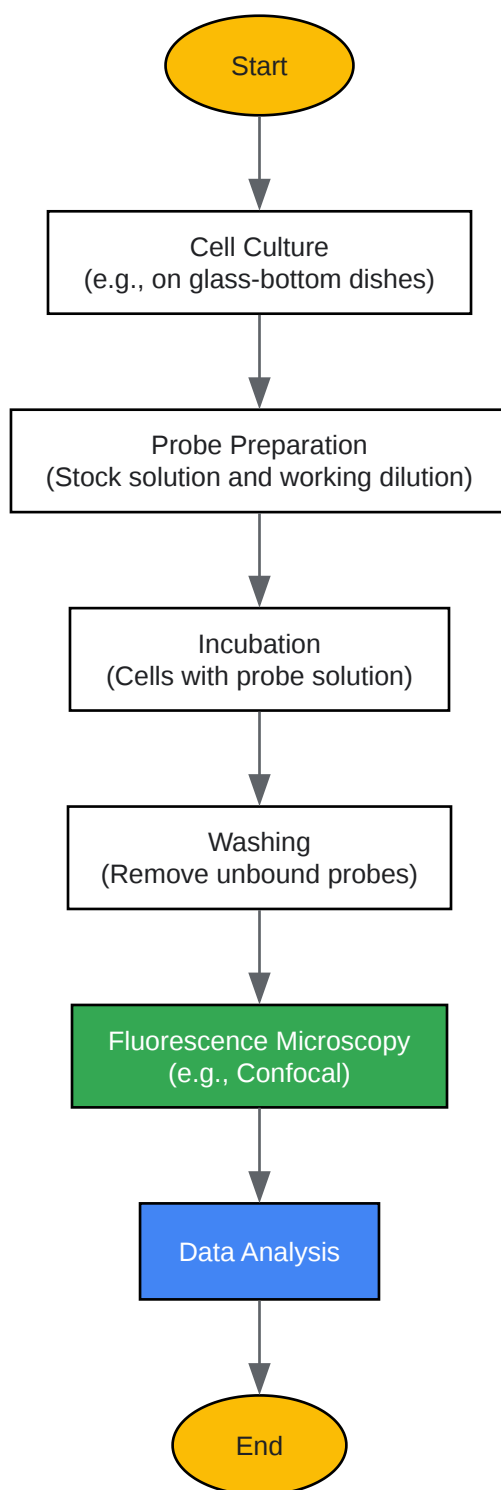 Start
Cell Culture
(e.g., on glass-bottom dishes)
Probe Preparation
(Stock solution and working dilution)
Incubation
(Cells with probe solution)
Washing
(Remove unbound probes)
Fluorescence Microscopy
(e.g., Confocal)
Data Analysis
End